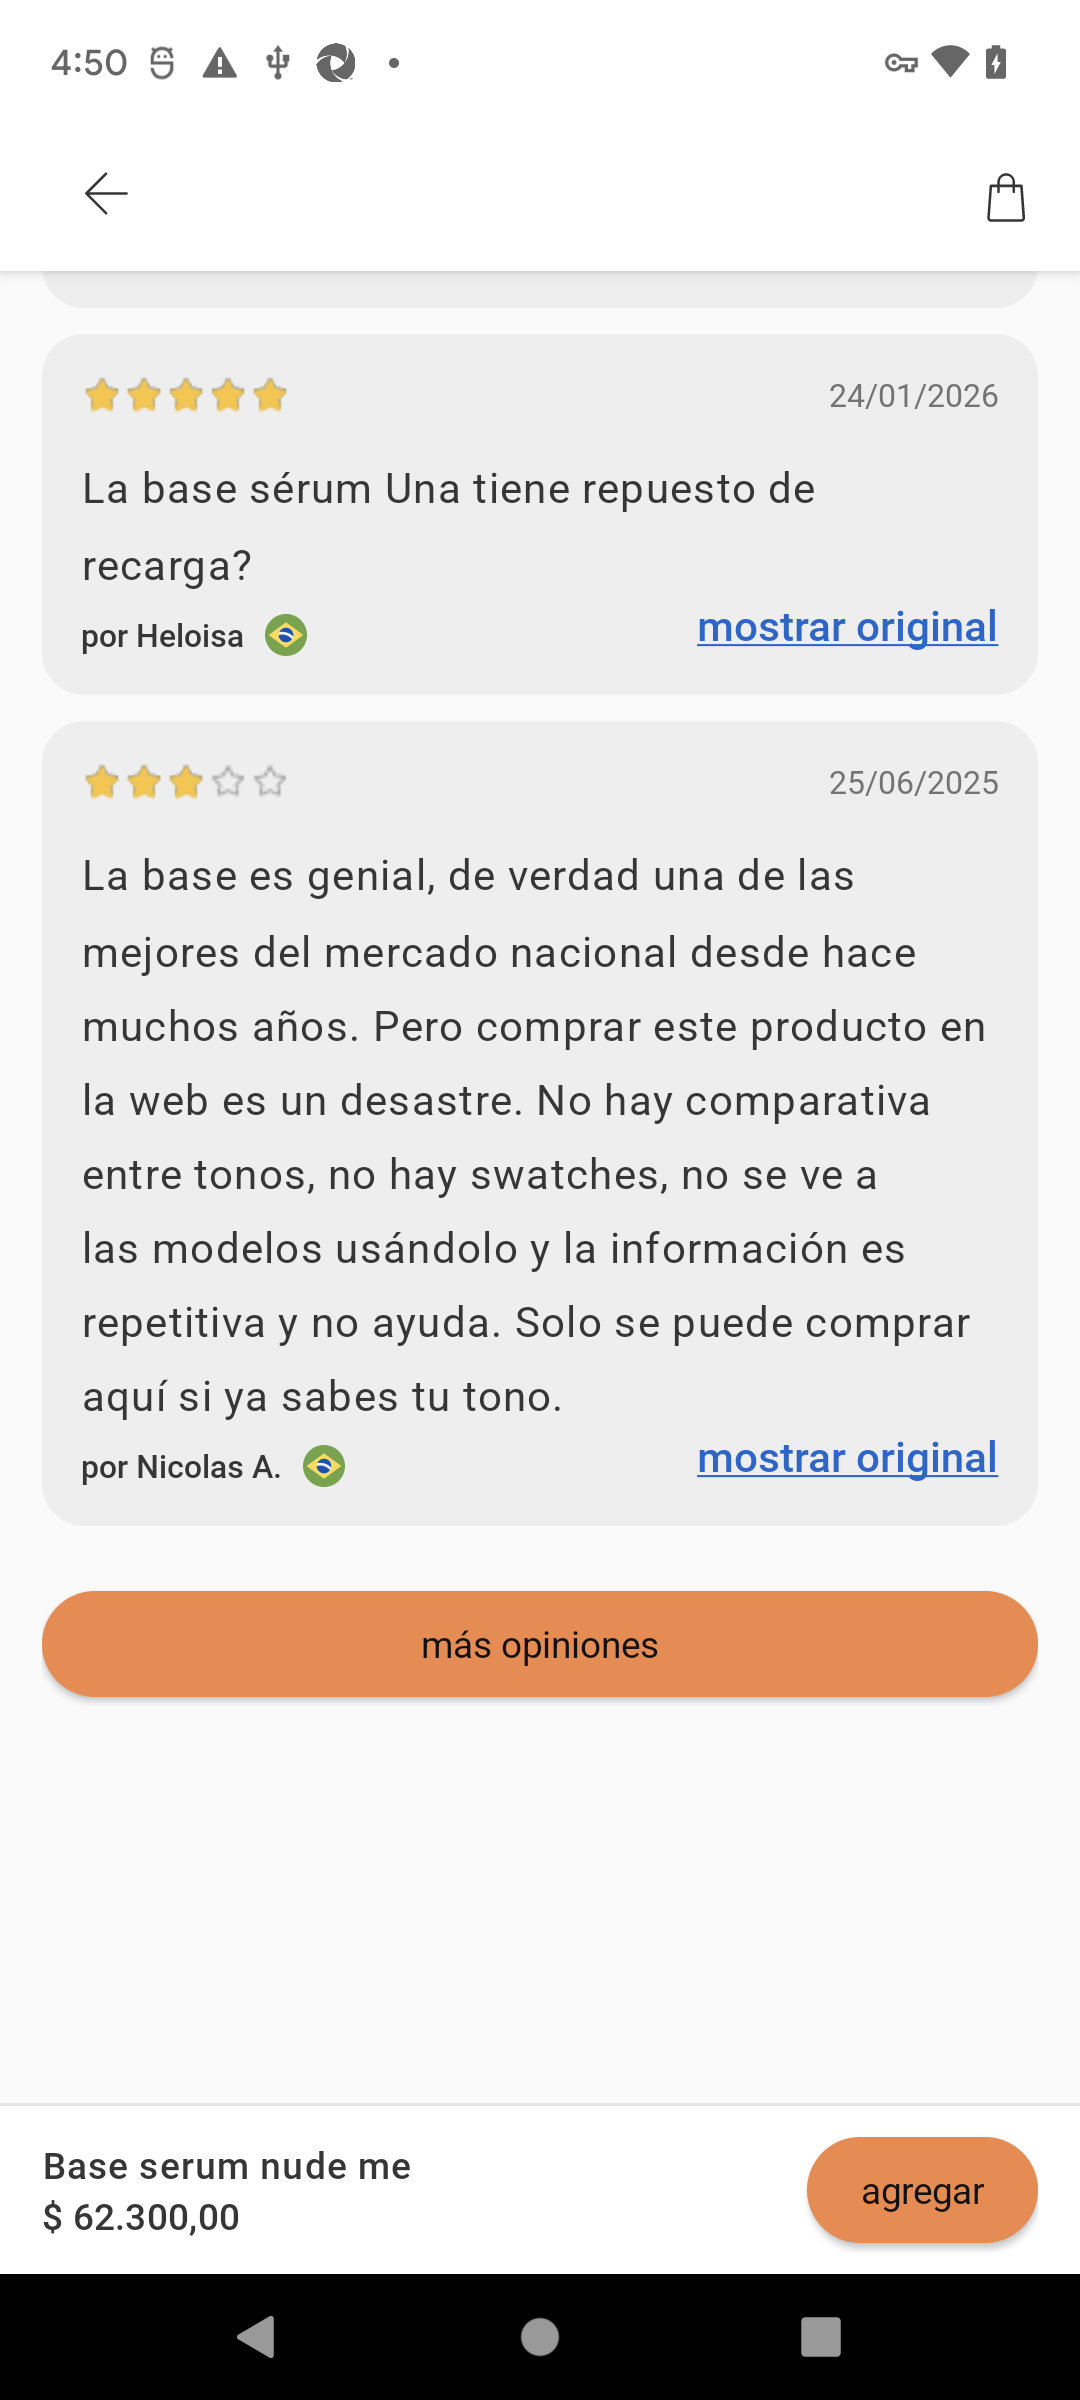 4:50
24/01/2026
La base sérum Una tiene repuesto de
recarga?
por Heloisa
mostrar original
25/06/2025
La base es genial, de verdad una de las
mejores del mercado nacional desde hace
muchos años. Pero comprar este producto en
la web es un desastre. No hay comparativa
entre tonos, no hay swatches, no se ve a
las modelos usándolo y la información es
repetitiva y no ayuda. Solo se puede comprar
aquí si ya sabes tu tono.
por Nicolas A.
mostrar original
más opiniones
Base serum nude me
$ 62.300,00
agregar